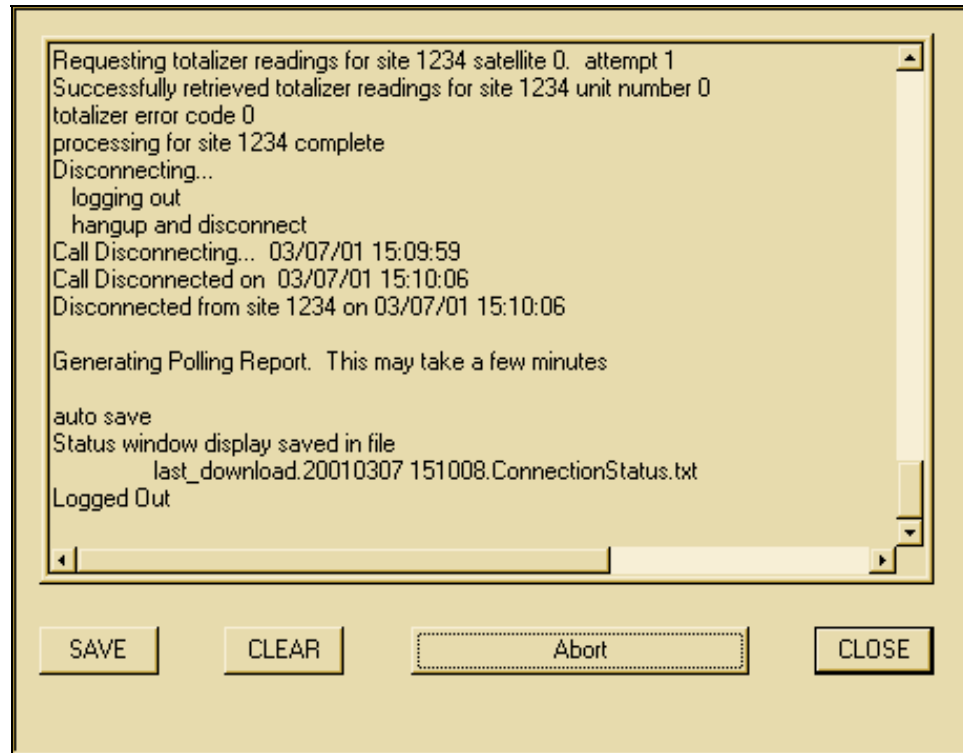 Requesting totalizer readings for site 1234 satellite 0.  attempt 1
Successfully retrieved totalizer readings for site 1234 unit number 0
totalizer error code 0
processing for site 1234 complete
Disconnecting...
logging out
hangup and disconnect
Call Disconnecting...  03/07/01 15:09:59
Call Disconnected on  03/07/01 15:10:06
Disconnected from site 1234 on 03/07/01 15:10:06
Generating Polling Report.  This may take a few minutes
auto save
Status window display saved in file
last_download.20010307 151008.ConnectionStatus.txt
Logged Out
SAVE CLEAR Abort CLOSE